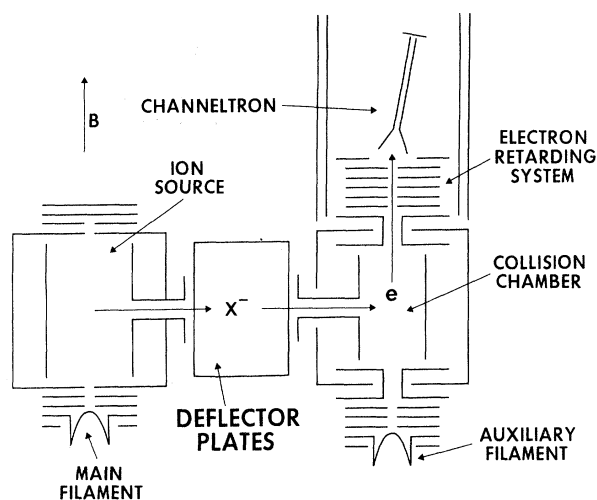 CHANNELTRON
B
ELECTRON
RETARDING
SYSTEM
ION
SOURCE
COLLISION
CHAMBER
X⁻
e
DEFLECTOR
PLATES
MAIN
FILAMENT
AUXILIARY
FILAMENT